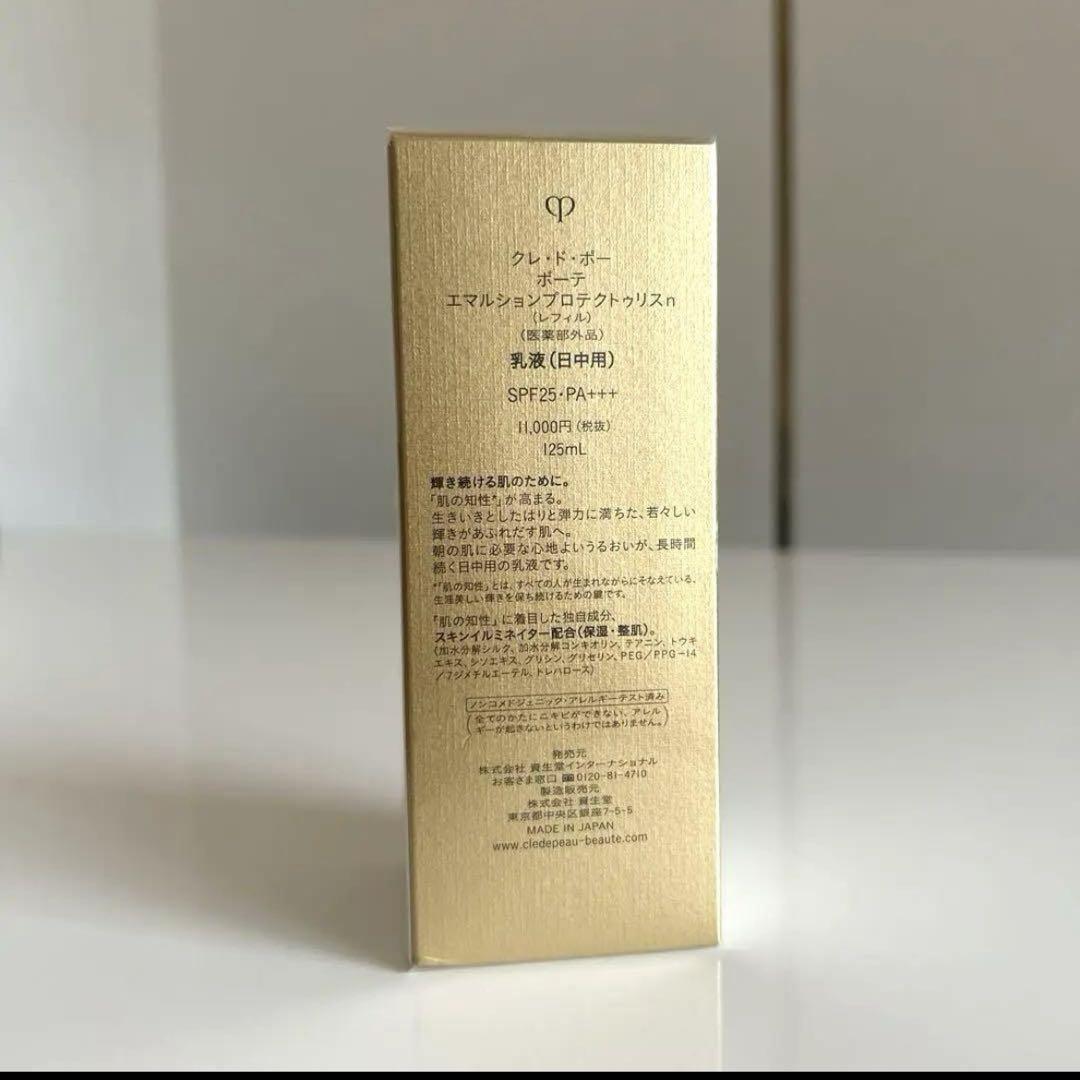 クレ・ド・ポー
ボーテ
エマルションプロテクトゥリスn
(レフィル)
(医薬部外品)
乳液(日中用)
SPF25・PA+++
11,000円(税抜)
125mL
輝き続ける肌のために。
「肌の知性*」が高まる。
生きいきとしたはりと弾力に満ちた、若々しい
輝きがあふれだす肌へ。
朝の肌に必要な心地よいうるおいが、長時間
続く日中用の乳液です。
*「肌の知性」とは、すべての人が生まれながらにそなえている、
生涯美しい輝きを保ち続けるための鍵です。
「肌の知性」に着目した独自成分、
スキンイルミネイター配合(保湿・整肌)。
(加水分解シルク、加水分解コンキオリン、テアニン、トウキ
エキス、シソエキス、グリシン、グリセリン、PEG/PPG-14
/7ジメチルエーテル、トレハロース)
ノンコメドジェニック・アレルギーテスト済み
(全てのかたにニキビができない、アレル
ギーが起きないというわけではありません。)
発売元
株式会社 資生堂インターナショナル
お客さま窓口 0120-81-4710
製造販売元
株式会社 資生堂
東京都中央区銀座7-5-5
MADE IN JAPAN
www.cledepeau-beaute.com